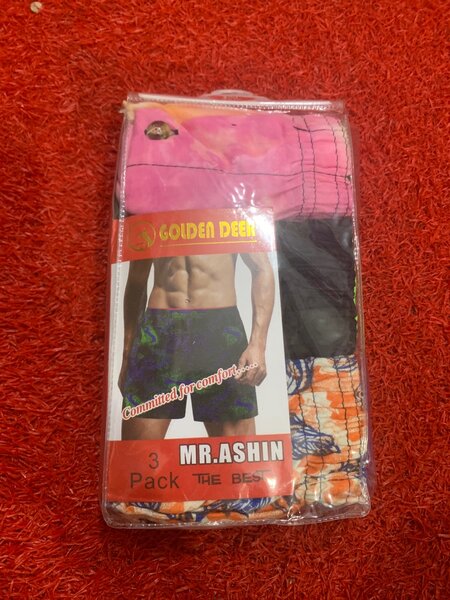 GOLDEN DEER
Committed for comfort.....
MR.ASHIN
3
Pack
THE BEST